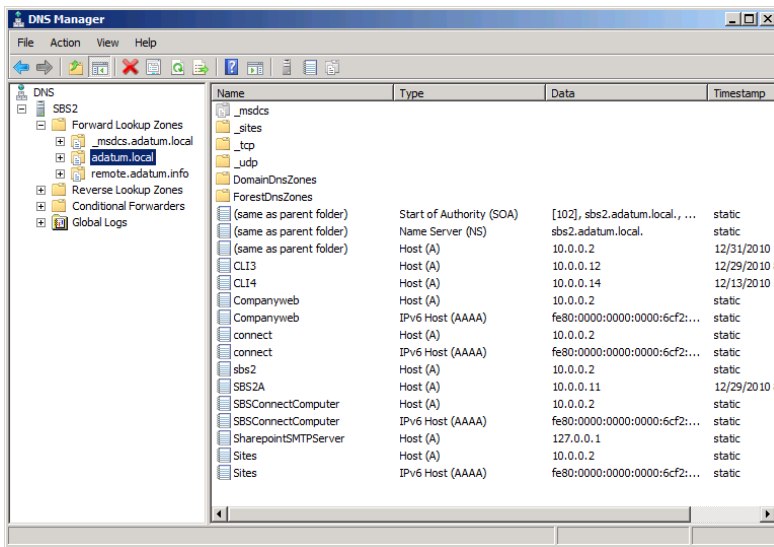 DNS Manager
File Action View Help
DNS
SBS2
Forward Lookup Zones
_msdcs.adatum.local
adatum.local
remote.adatum.info
Reverse Lookup Zones
Conditional Forwarders
Global Logs
Name Type Data Timestamp
_msdcs
_sites
_tcp
_udp
DomainDnsZones
ForestDnsZones
(same as parent folder) Start of Authority (SOA) [102], sbs2.adatum.local., ... static
(same as parent folder) Name Server (NS) sbs2.adatum.local. static
(same as parent folder) Host (A) 10.0.0.2 12/31/2010
CLI3 Host (A) 10.0.0.12 12/29/2010 8
CLI4 Host (A) 10.0.0.14 12/13/2010
Companyweb Host (A) 10.0.0.2 static
Companyweb IPv6 Host (AAAA) fe80:0000:0000:0000:6cf2:... static
connect Host (A) 10.0.0.2 static
connect IPv6 Host (AAAA) fe80:0000:0000:0000:6cf2:... static
sbs2 Host (A) 10.0.0.2 static
SBS2A Host (A) 10.0.0.11 12/29/2010 8
SBSConnectComputer Host (A) 10.0.0.2 static
SBSConnectComputer IPv6 Host (AAAA) fe80:0000:0000:0000:6cf2:... static
SharepointSMTPServer Host (A) 127.0.0.1 static
Sites Host (A) 10.0.0.2 static
Sites IPv6 Host (AAAA) fe80:0000:0000:0000:6cf2:... static